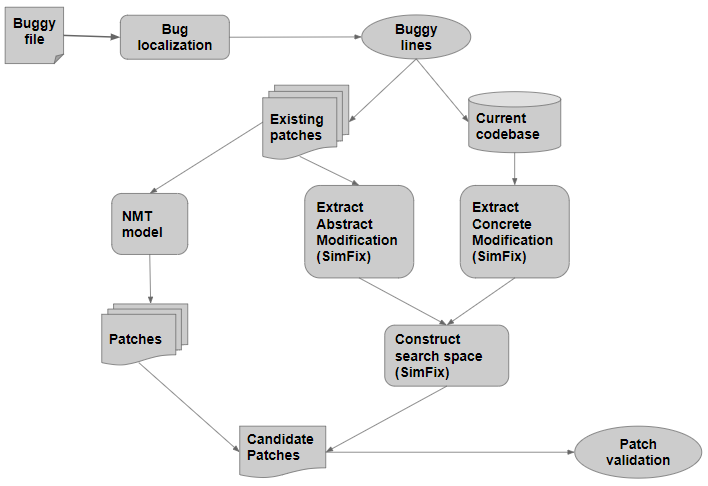 Buggy
file
Bug
localization
Buggy
lines
Existing
patches
Current
codebase
NMT
model
Extract
Abstract
Modification
(SimFix)
Extract
Concrete
Modification
(SimFix)
Patches
Construct
search space
(SimFix)
Candidate
Patches
Patch
validation